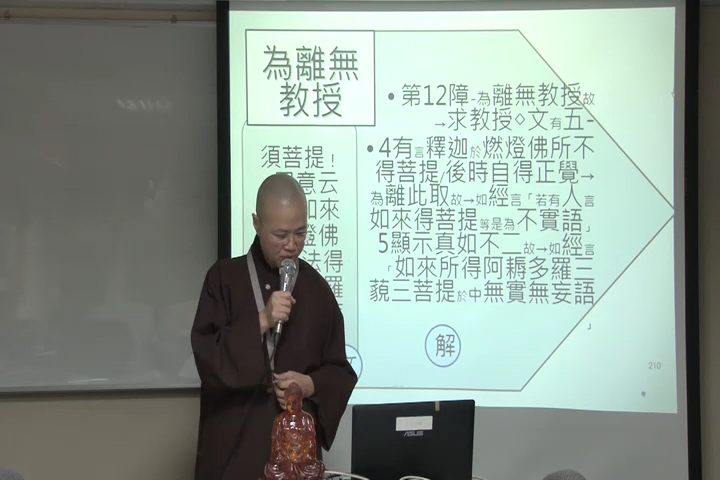 為離無
教授
須菩提！
意云
如來
燈佛
法得
羅
• 第12障-為離無教授故
→求教授◇文有五-
• 4有言釋迦於燃燈佛所不
得菩提/後時自得正覺→
為離此取故→如經言「若有人言
如來得菩提等是為不實語」
5顯示真如不二故→如經言
「如來所得阿耨多羅三
藐三菩提於中無實無妄語
」
解
210
ASUS